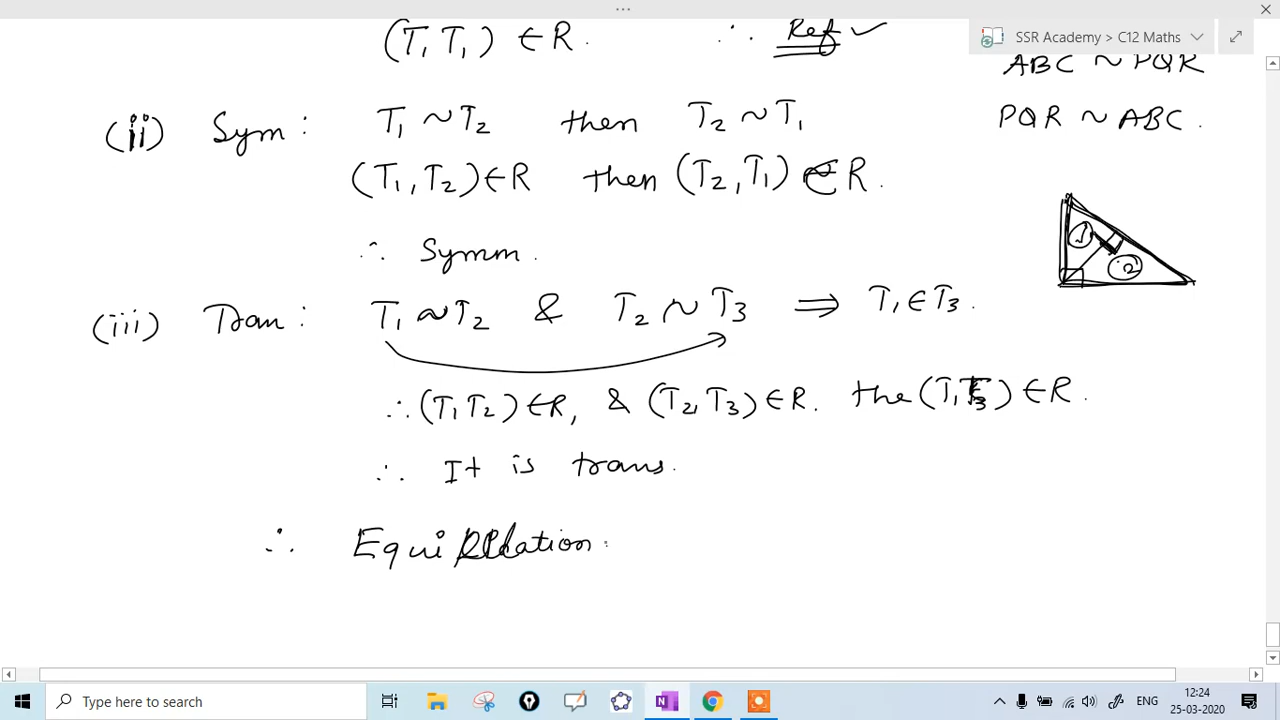 SSR Academy > C12 Maths
(T₁ T₁) ∈ R. ∴ Ref ✓
ABC ~ PQR
(ii) Sym : T₁ ~ T₂ then T₂ ~ T₁
PQR ~ ABC .
(T₁, T₂) ∈ R then (T₂, T₁) ∈ R .
∴ Symm .
1
2
(iii) Tran : T₁ ~ T₂ & T₂ ~ T₃ ⇒ T₁ ∈ T₃ .
∴ (T₁ T₂) ∈ R, & (T₂, T₃) ∈ R. the (T₁, T₃) ∈ R .
∴ It is trans.
∴ Equi Relation.
Type here to search
ENG
12:24
25-03-2020